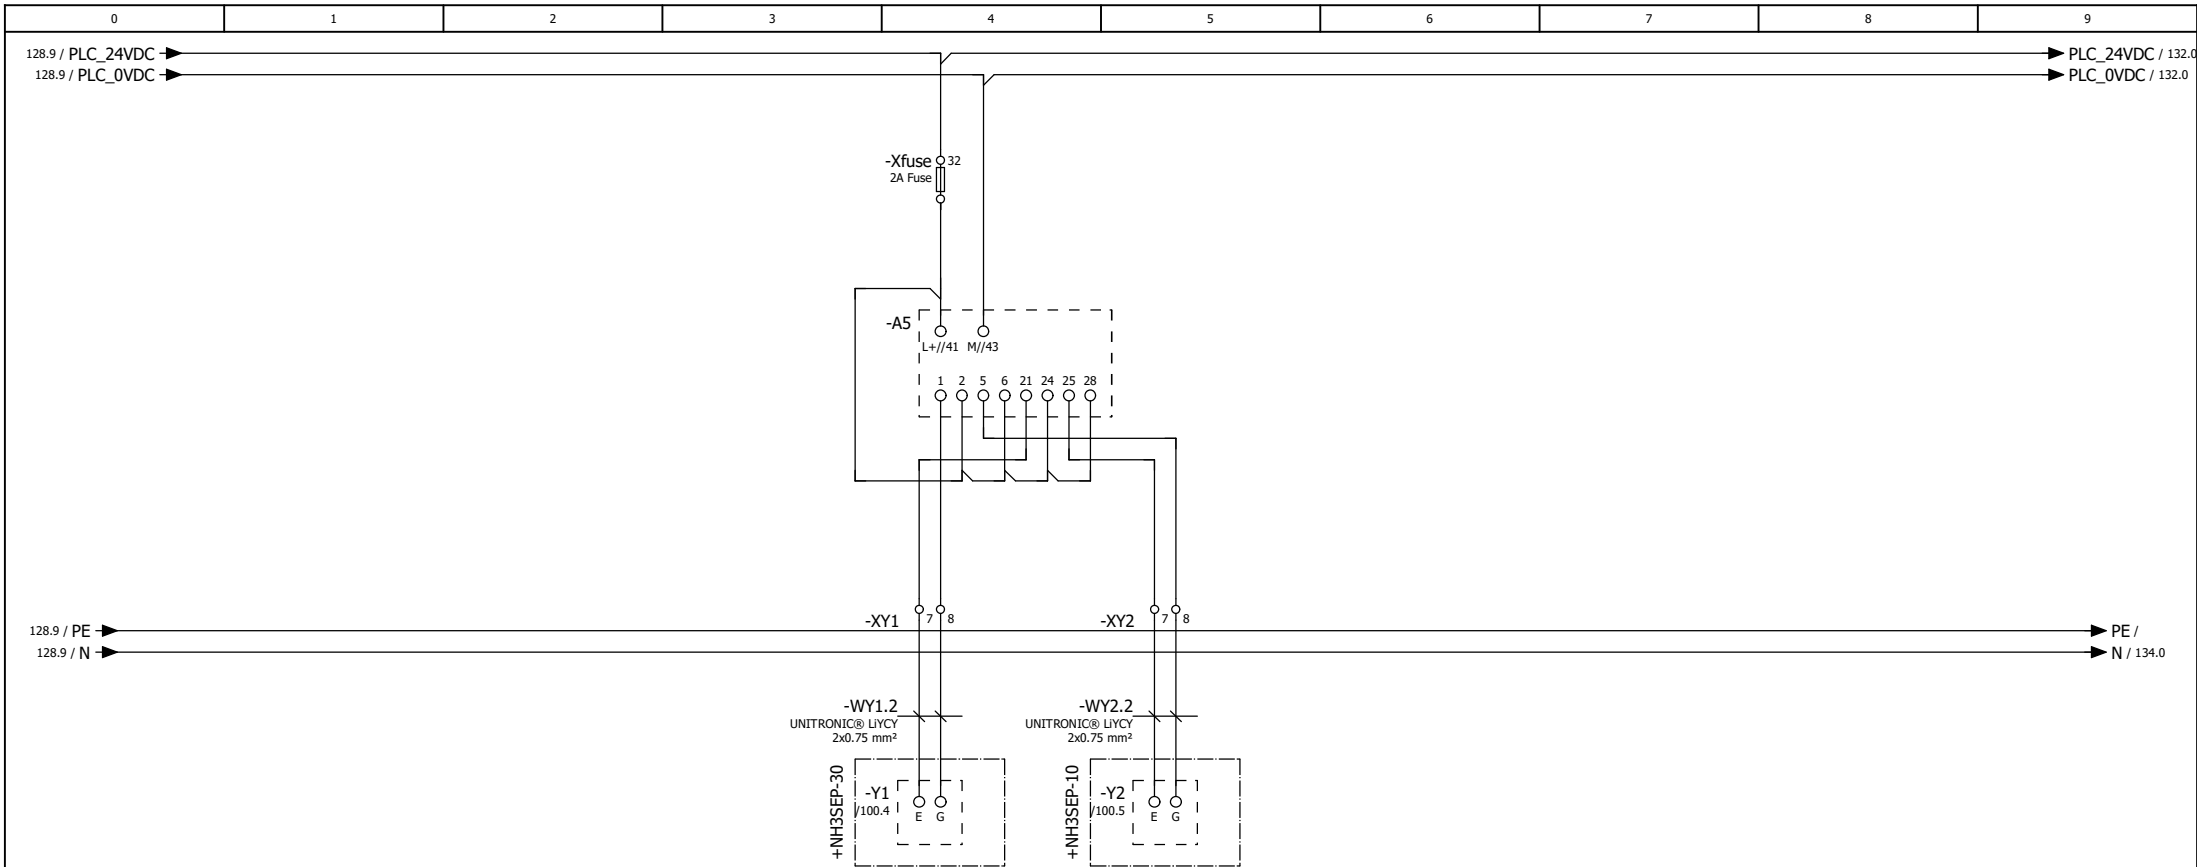 0 1 2 3 4 5 6 7 8 9
128.9 / PLC_24VDC
PLC_24VDC / 132.0
128.9 / PLC_0VDC
PLC_0VDC / 132.0
-Xfuse 32
2A Fuse
-A5
L+//41 M//43
1 2 5 6 21 24 25 28
-XY1 7 8
-XY2 7 8
128.9 / PE
PE /
128.9 / N
N / 134.0
-WY1.2
UNITRONIC® LiYCY
2x0.75 mm²
-WY2.2
UNITRONIC® LiYCY
2x0.75 mm²
+NH3SEP-30
-Y1
/100.4
E G
+NH3SEP-10
-Y2
/100.5
E G